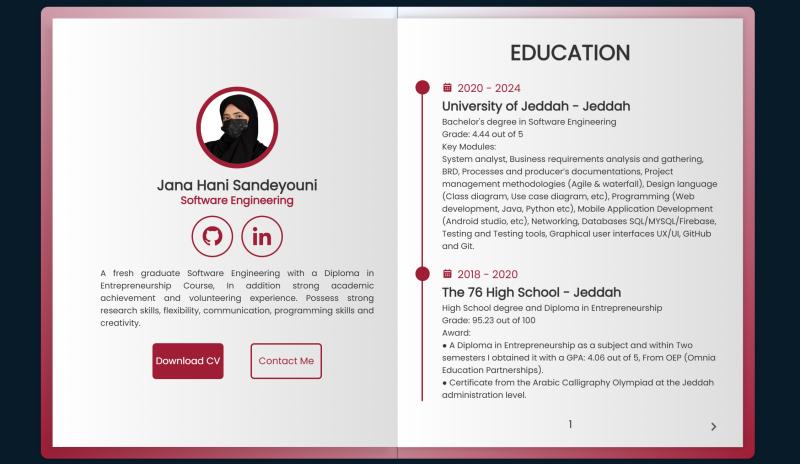 Jana Hani Sandeyouni
Software Engineering
in
A fresh graduate Software Engineering with a Diploma in
Entrepreneurship Course, In addition strong academic
achievement and volunteering experience. Possess strong
research skills, flexibility, communication, programming skills and
creativity.
Download CV
Contact Me
EDUCATION
2020 - 2024
University of Jeddah - Jeddah
Bachelor's degree in Software Engineering
Grade: 4.44 out of 5
Key Modules:
System analyst, Business requirements analysis and gathering,
BRD, Processes and producer's documentations, Project
management methodologies (Agile & waterfall), Design language
(Class diagram, Use case diagram, etc), Programming (Web
development, Java, Python etc), Mobile Application Development
(Android studio, etc), Networking, Databases SQL/MYSQL/Firebase,
Testing and Testing tools, Graphical user interfaces UX/UI, GitHub
and Git.
2018 - 2020
The 76 High School - Jeddah
High School degree and Diploma in Entrepreneurship
Grade: 95.23 out of 100
Award:
● A Diploma in Entrepreneurship as a subject and within Two
semesters I obtained it with a GPA: 4.06 out of 5, From OEP (Omnia
Education Partnerships).
● Certificate from the Arabic Calligraphy Olympiad at the Jeddah
administration level.
1